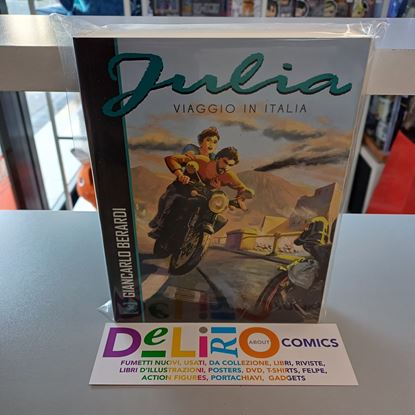 Julia
VIAGGIO IN ITALIA
GIANCARLO BERARDI
DeLiRiO ABOUT COMICS
FUMETTI NUOVI, USATI, DA COLLEZIONE, LIBRI, RIVISTE,
LIBRI D'ILLUSTRAZIONI, POSTERS, DVD, T-SHIRTS, FELPE,
ACTION FIGURES, PORTACHIAVI, GADGETS